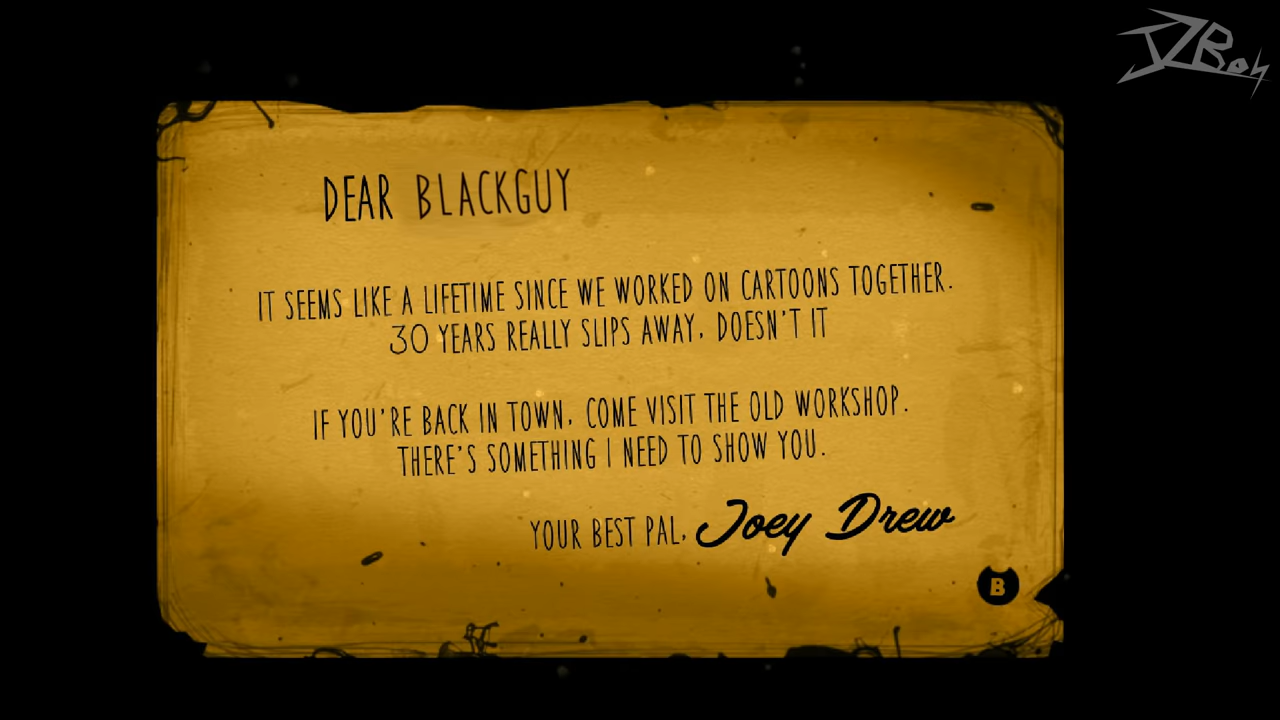 JZBoy
DEAR BLACKGUY
IT SEEMS LIKE A LIFETIME SINCE WE WORKED ON CARTOONS TOGETHER.
30 YEARS REALLY SLIPS AWAY, DOESN'T IT
IF YOU'RE BACK IN TOWN, COME VISIT THE OLD WORKSHOP.
THERE'S SOMETHING I NEED TO SHOW YOU.
YOUR BEST PAL, Joey Drew
B